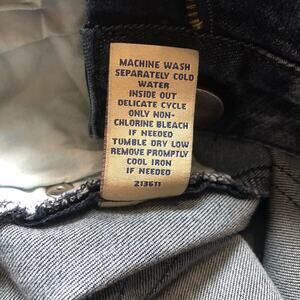 MACHINE WASH
SEPARATELY COLD
WATER
INSIDE OUT
DELICATE CYCLE
ONLY NON-
CHLORINE BLEACH
IF NEEDED
TUMBLE DRY LOW
REMOVE PROMPTLY
COOL IRON
IF NEEDED
213611